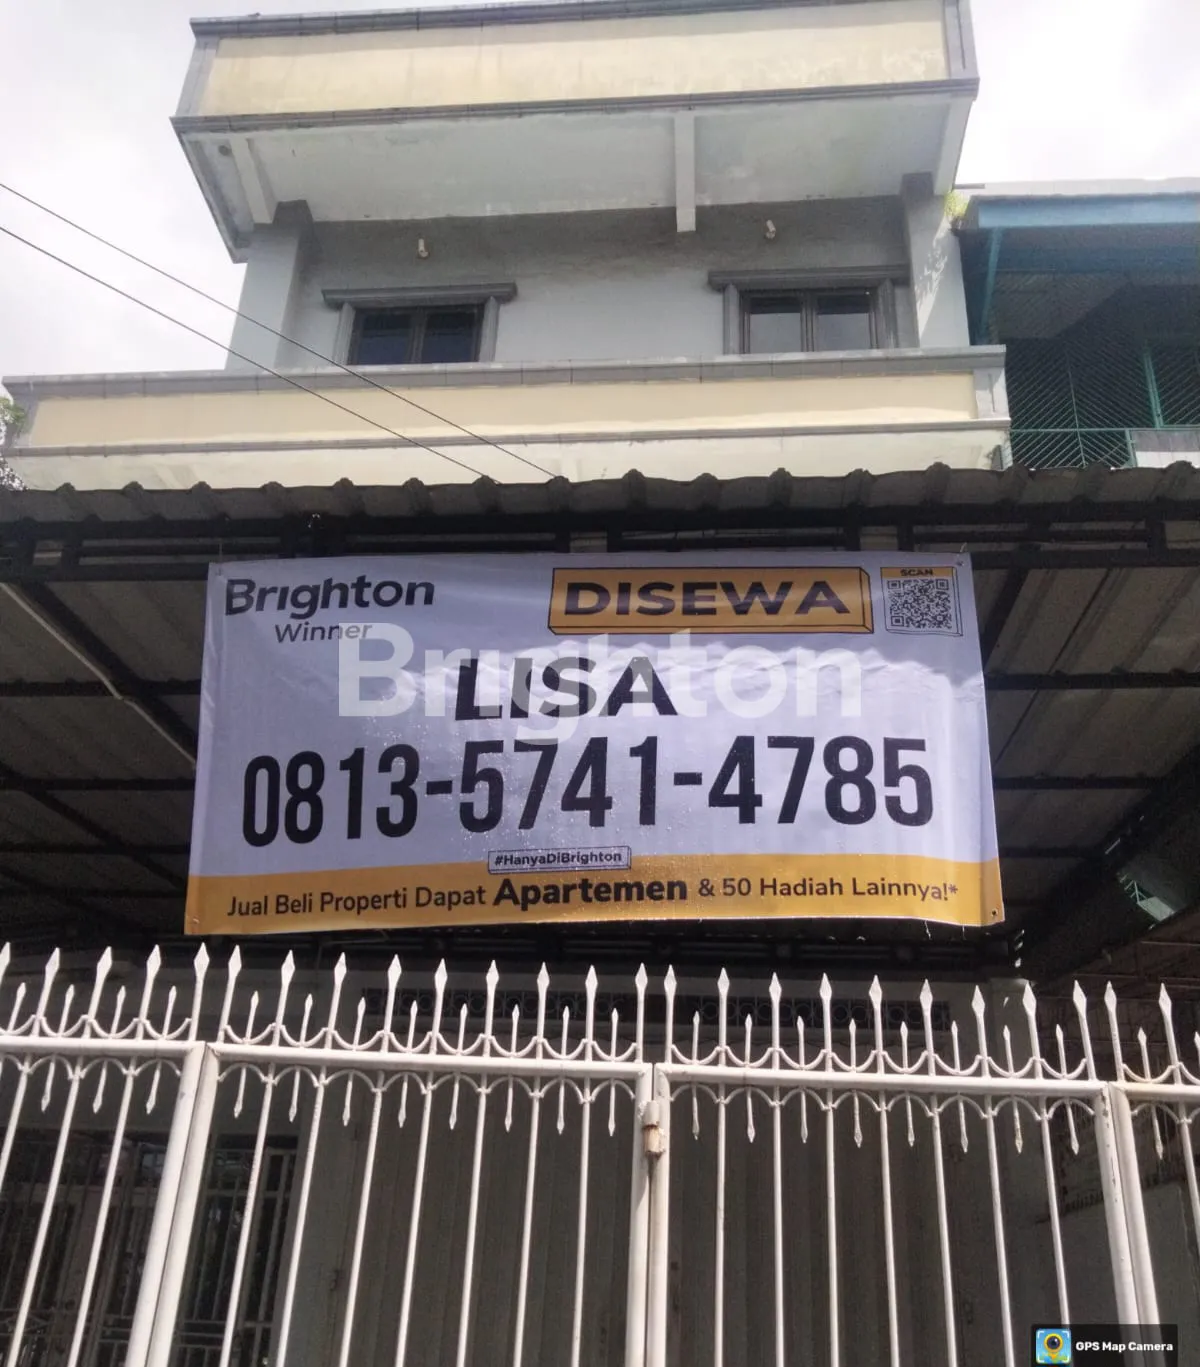 Brighton
Winner
DISEWA
SCAN
Brighton
LISA
0813-5741-4785
#HanyaDiBrighton
Jual Beli Properti Dapat Apartemen & 50 Hadiah Lainnya!*
GPS Map Camera